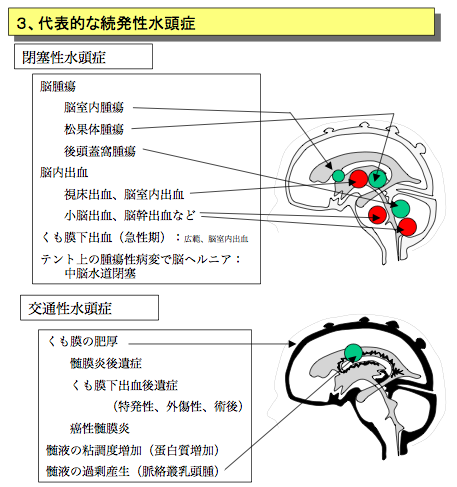 3、代表的な続発性水頭症
閉塞性水頭症
脳腫瘍
脳室内腫瘍
松果体腫瘍
後頭蓋窩腫瘍
脳内出血
視床出血、脳室内出血
小脳出血、脳幹出血など
くも膜下出血（急性期）：広範、脳室内出血
テント上の腫瘍性病変で脳ヘルニア：
中脳水道閉塞
交通性水頭症
くも膜の肥厚
髄膜炎後遺症
くも膜下出血後遺症
（特発性、外傷性、術後）
癌性髄膜炎
髄液の粘調度増加（蛋白質増加）
髄液の過剰産生（脈絡叢乳頭腫）